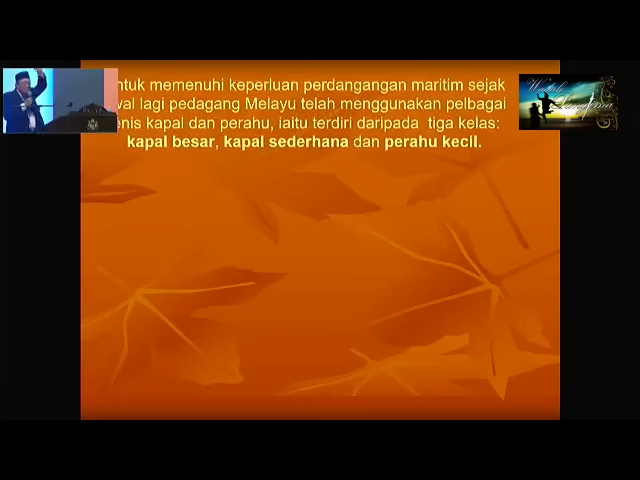 ntuk memenuhi keperluan perdangangan maritim sejak
wal lagi pedagang Melayu telah menggunakan pelbagai
enis kapal dan perahu, iaitu terdiri daripada tiga kelas:
kapal besar, kapal sederhana dan perahu kecil.